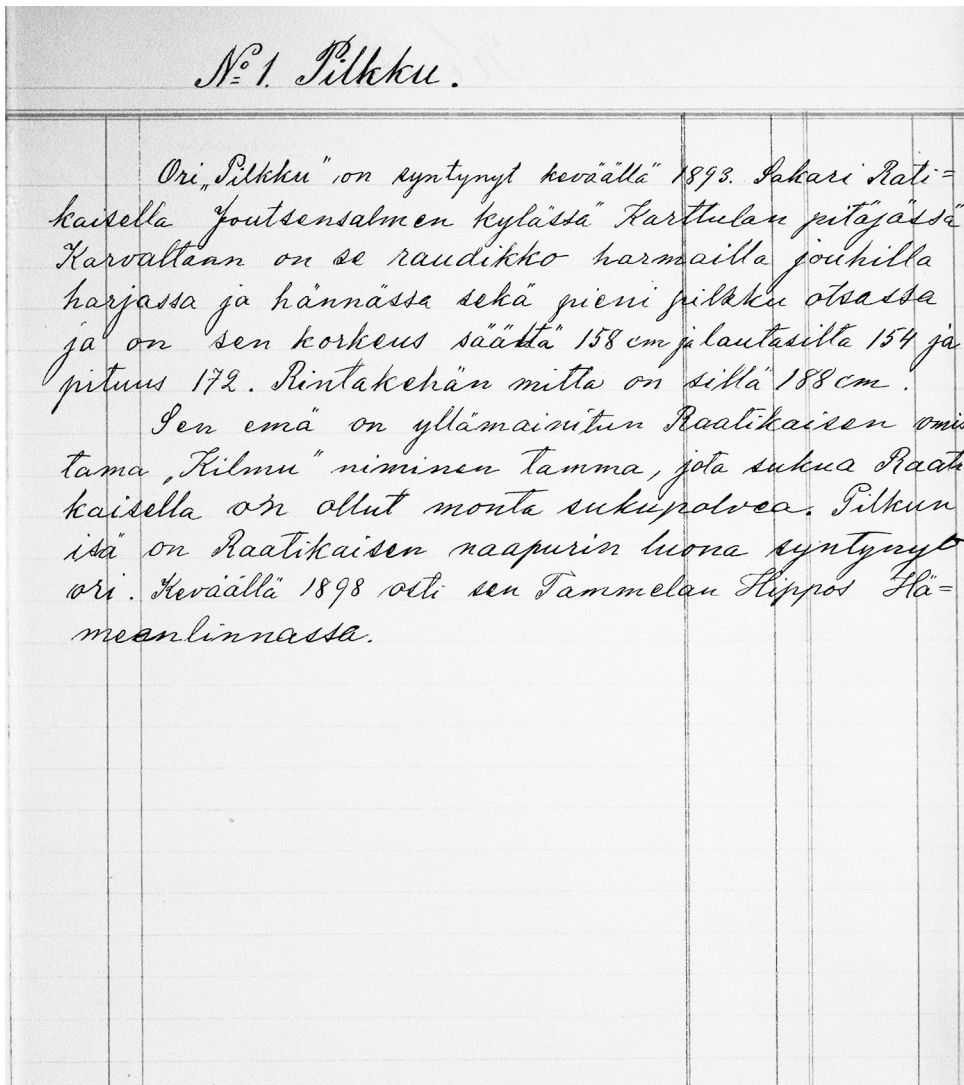 No 1. Pilkku.
Ori „Pilkku" on syntynyt keväällä 1893. Sakari Rati=
kaisella Joutsensalmen kylässä Karttulan pitäjässä
Karvaltaan on se raudikko harmailla jouhilla
harjassa ja hännässa sekä pieni pilkku otsassa
ja on sen korkeus säästä 158 cm ja lautasilta 154 ja
pituus 172. Rintakehän mitta on sillä 188 cm.
Sen emä on yllämainitun Raatikaisen omis
tama „Kilmu" niminen tamma, jota sukua Raati
kaisella on ollut monta sukupolvea. Pilkun
isä on Raatikaisen naapurin luona syntynyt
ori. Keväällä 1898 osti sen Tammelan Hippos Hä=
meenlinnassa.